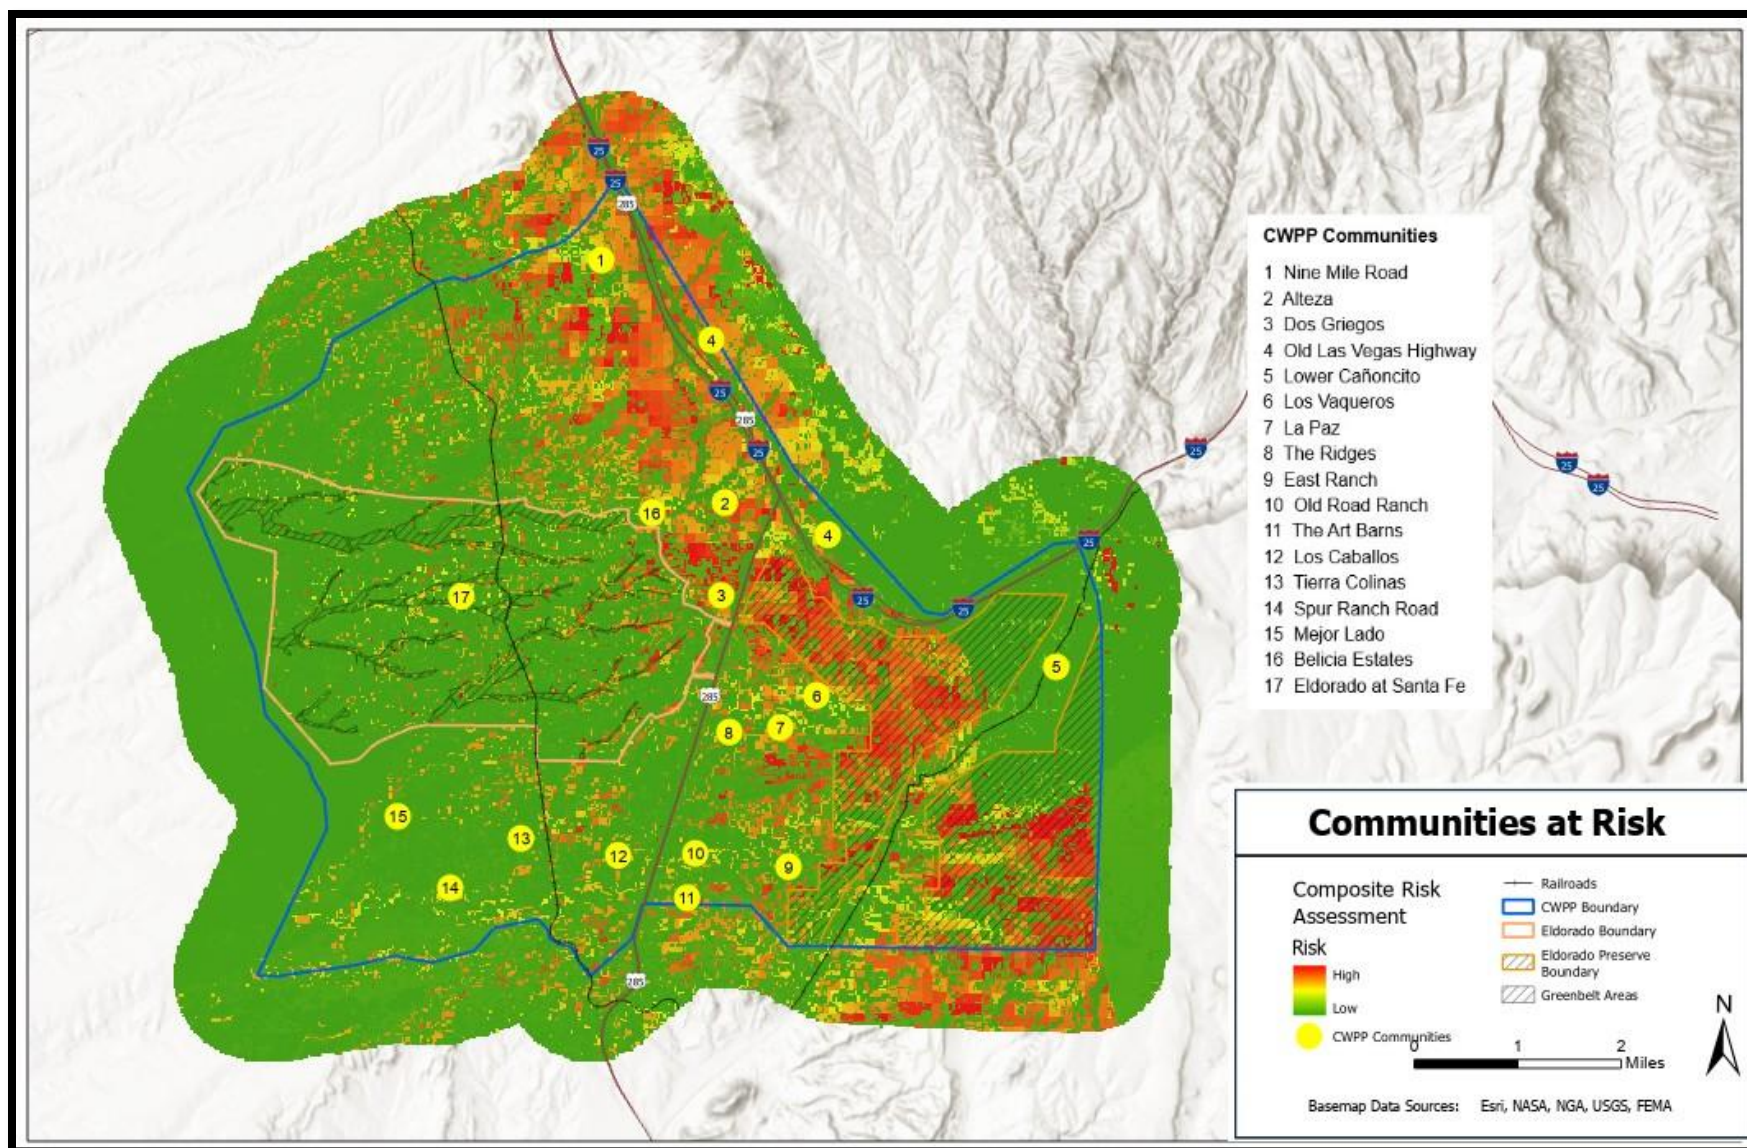 25
25
285
1
4
25
285
25
25
2
16
4
25
3
25
25
17
5
6
285
7
8
15
13
10
12
9
14
11
285
25
25
CWPP Communities
1 Nine Mile Road
2 Alteza
3 Dos Griegos
4 Old Las Vegas Highway
5 Lower Cañoncito
6 Los Vaqueros
7 La Paz
8 The Ridges
9 East Ranch
10 Old Road Ranch
11 The Art Barns
12 Los Caballos
13 Tierra Colinas
14 Spur Ranch Road
15 Mejor Lado
16 Belicia Estates
17 Eldorado at Santa Fe
Communities at Risk
Composite Risk
Assessment
Risk
High
Low
CWPP Communities
Railroads
CWPP Boundary
Eldorado Boundary
Eldorado Preserve
Boundary
Greenbelt Areas
N
0 1 2
Miles
Basemap Data Sources: Esri, NASA, NGA, USGS, FEMA